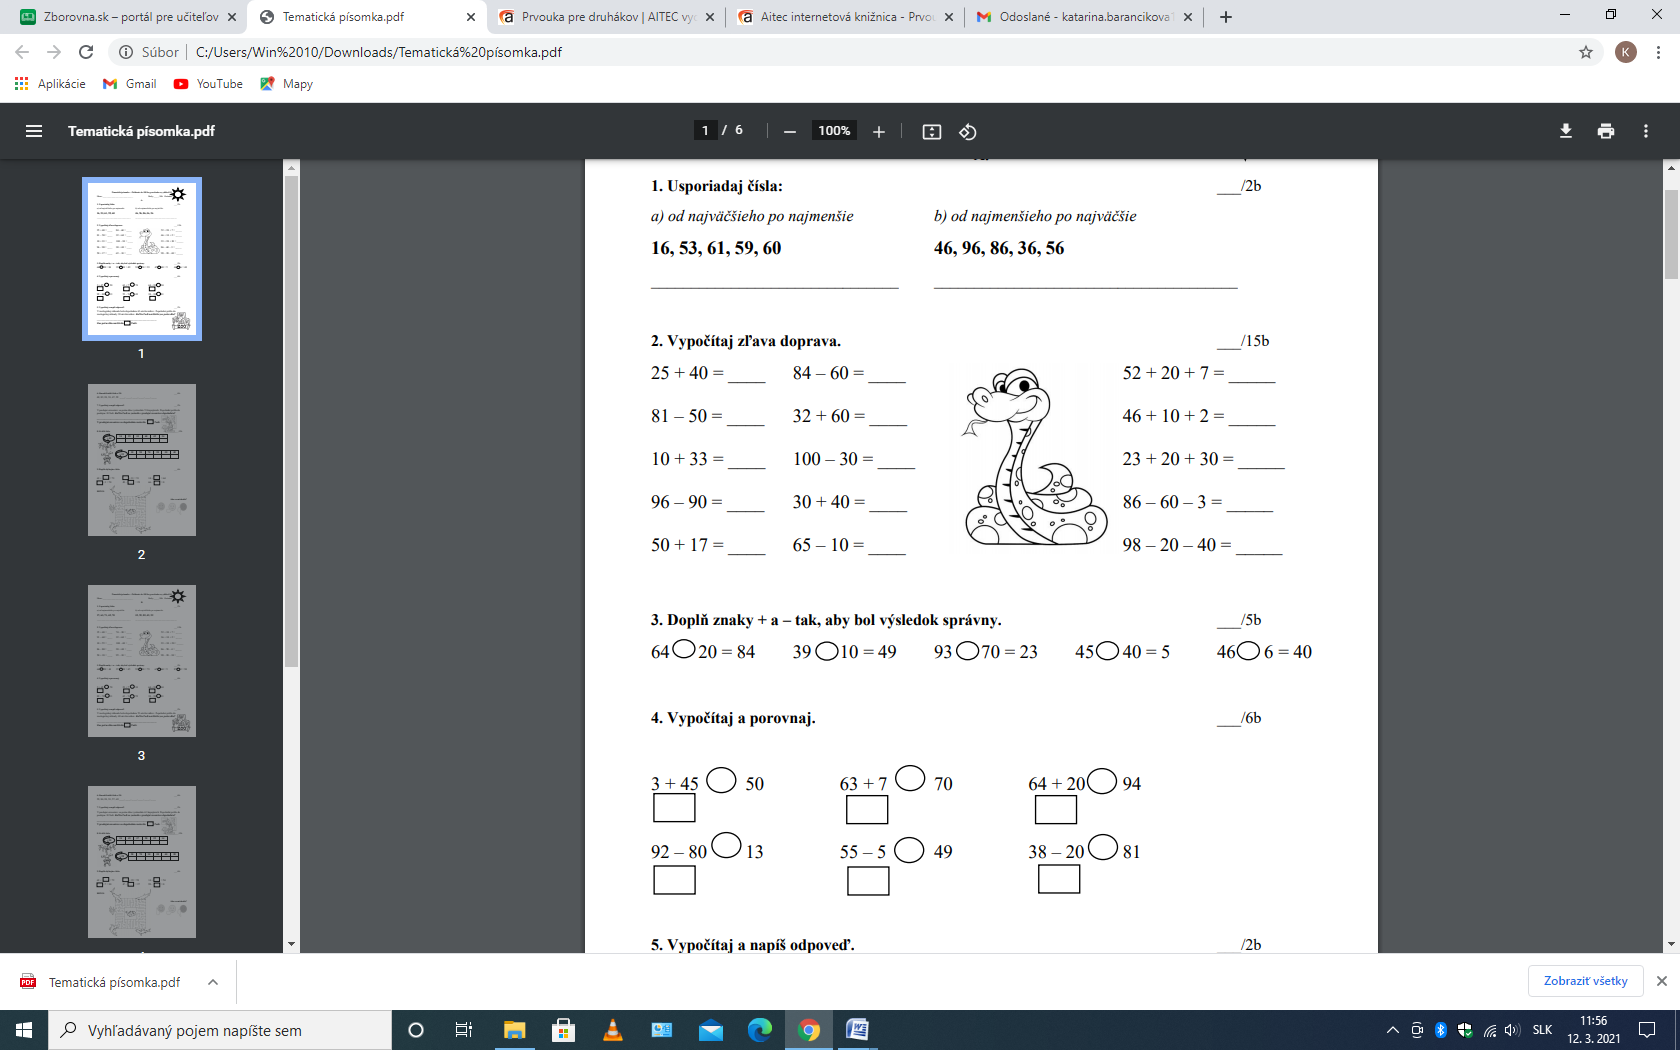 Zborovna.sk – portál pre učiteľov
Tematická písomka.pdf
Prvouka pre druhákov | AITEC vyd
Aitec internetová knižnica - Prvou
Odoslané - katarina.barancikova1
Súbor
C:/Users/Win%2010/Downloads/Tematická%20písomka.pdf
K
Aplikácie
Gmail
YouTube
Mapy
Tematická písomka.pdf
1 / 6
100%
1
2
3
1. Usporiadaj čísla: ___/2b
a) od najväčšieho po najmenšie b) od najmenšieho po najväčšie
16, 53, 61, 59, 60 46, 96, 86, 36, 56
2. Vypočítaj zľava doprava. ___/15b
25 + 40 = ____ 84 – 60 = ____ 52 + 20 + 7 = _____
81 – 50 = ____ 32 + 60 = ____ 46 + 10 + 2 = _____
10 + 33 = ____ 100 – 30 = ____ 23 + 20 + 30 = _____
96 – 90 = ____ 30 + 40 = ____ 86 – 60 – 3 = _____
50 + 17 = ____ 65 – 10 = ____ 98 – 20 – 40 = _____
3. Doplň znaky + a – tak, aby bol výsledok správny. ___/5b
64 20 = 84 39 10 = 49 93 70 = 23 45 40 = 5 46 6 = 40
4. Vypočítaj a porovnaj. ___/6b
3 + 45 50 63 + 7 70 64 + 20 94
92 – 80 13 55 – 5 49 38 – 20 81
5. Vypočítaj a napíš odpoveď. ___/2b
PDF
Tematická písomka.pdf
Zobraziť všetky
Vyhľadávaný pojem napíšte sem
SLK
11:56
12. 3. 2021